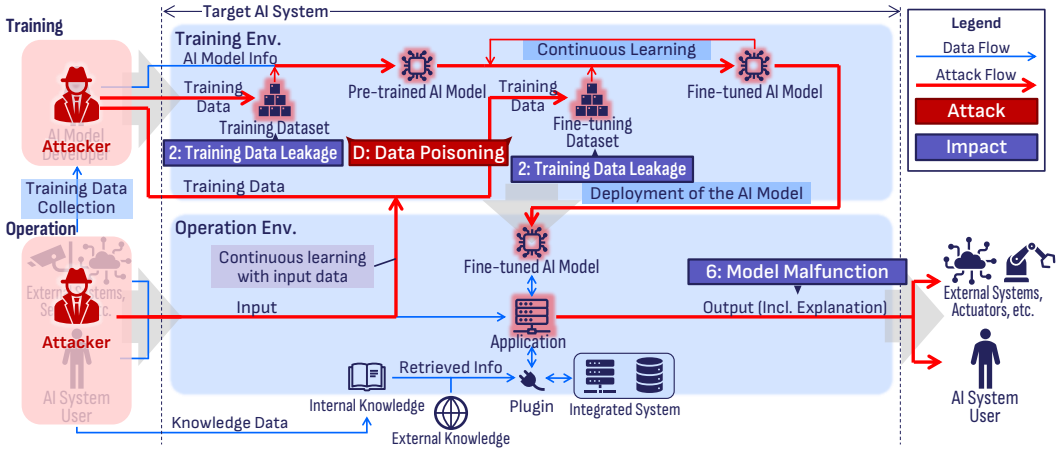 Target AI System
Training
Training Env.
AI Model Info
Training
Data
Training Dataset
2: Training Data Leakage
Pre-trained AI Model
Continuous Learning
Training
Data
Fine-tuning
Dataset
Fine-tuned AI Model
D: Data Poisoning
2: Training Data Leakage
Training Data
Deployment of the AI Model
AI Model
Developer
Attacker
Training Data
Collection
Operation
Operation Env.
External Systems,
Attacker
AI System
User
Continuous learning
with input data
Input
Fine-tuned AI Model
6: Model Malfunction
Output (Incl. Explanation)
Application
Retrieved Info
Internal Knowledge
External Knowledge
Plugin
Integrated System
Knowledge Data
External Systems,
Actuators, etc.
AI System
User
Legend
Data Flow
Attack Flow
Attack
Impact